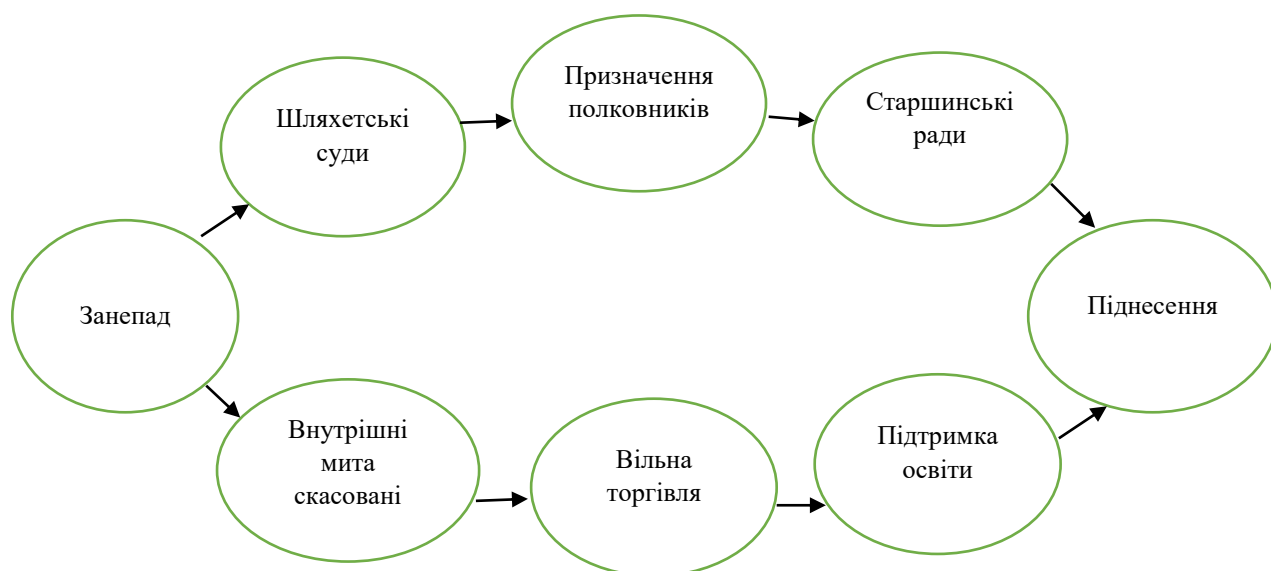 Занепад
Шляхетські
суди
Призначення
полковників
Старшинські
ради
Піднесення
Внутрішні
мита
скасовані
Вільна
торгівля
Підтримка
освіти